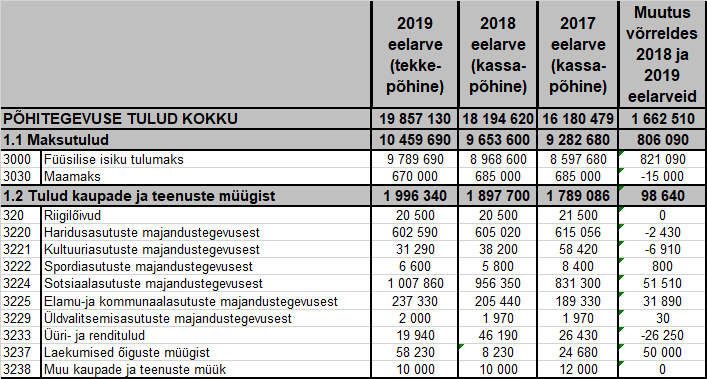 2019 eelarve (tekke-põhine) 2018 eelarve (kassa-põhine) 2017 eelarve (kassa-põhine) Muutus võrreldes 2018 ja 2019 eelarveid
PÕHITEGEVUSE TULUD KOKKU 19 857 130 18 194 620 16 180 479 1 662 510
1.1 Maksutulud 10 459 690 9 653 600 9 282 680 806 090
3000 Füüsilise isiku tulumaks 9 789 690 8 968 600 8 597 680 821 090
3030 Maamaks 670 000 685 000 685 000 -15 000
1.2 Tulud kaupade ja teenuste müügist 1 996 340 1 897 700 1 789 086 98 640
320 Riigilõivud 20 500 20 500 21 500 0
3220 Haridusasutuste majandustegevusest 602 590 605 020 615 056 -2 430
3221 Kultuuriasutuste majandustegevusest 31 290 38 200 58 420 -6 910
3222 Spordiasutuste majandustegevusest 6 600 5 800 8 400 800
3224 Sotsiaalasutuste majandustegevusest 1 007 860 956 350 831 300 51 510
3225 Elamu-ja kommunaalasutuste majandustegevusest 237 330 205 440 189 330 31 890
3229 Üldvalitsemisasutuste majandustegevusest 2 000 1 970 1 970 30
3233 Üüri- ja renditulud 19 940 46 190 26 430 -26 250
3237 Laekumised õiguste müügist 58 230 8 230 24 680 50 000
3238 Muu kaupade ja teenuste müük 10 000 10 000 12 000 0